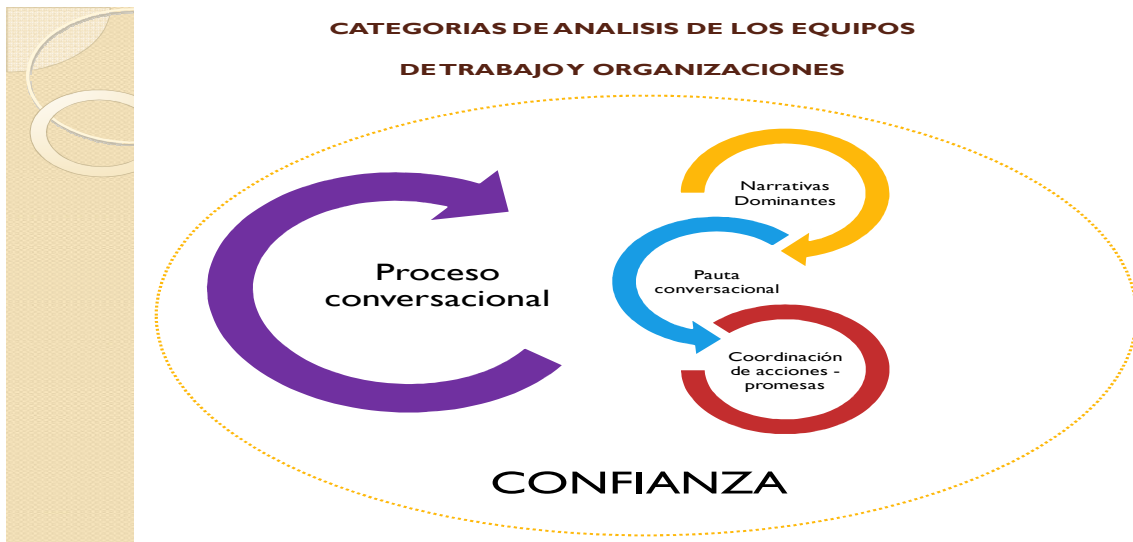 CATEGORIAS DE ANALISIS DE LOS EQUIPOS
DE TRABAJO Y ORGANIZACIONES
Proceso
conversacional
Narrativas
Dominantes
Pauta
conversacional
Coordinación
de acciones -
promesas
CONFIANZA